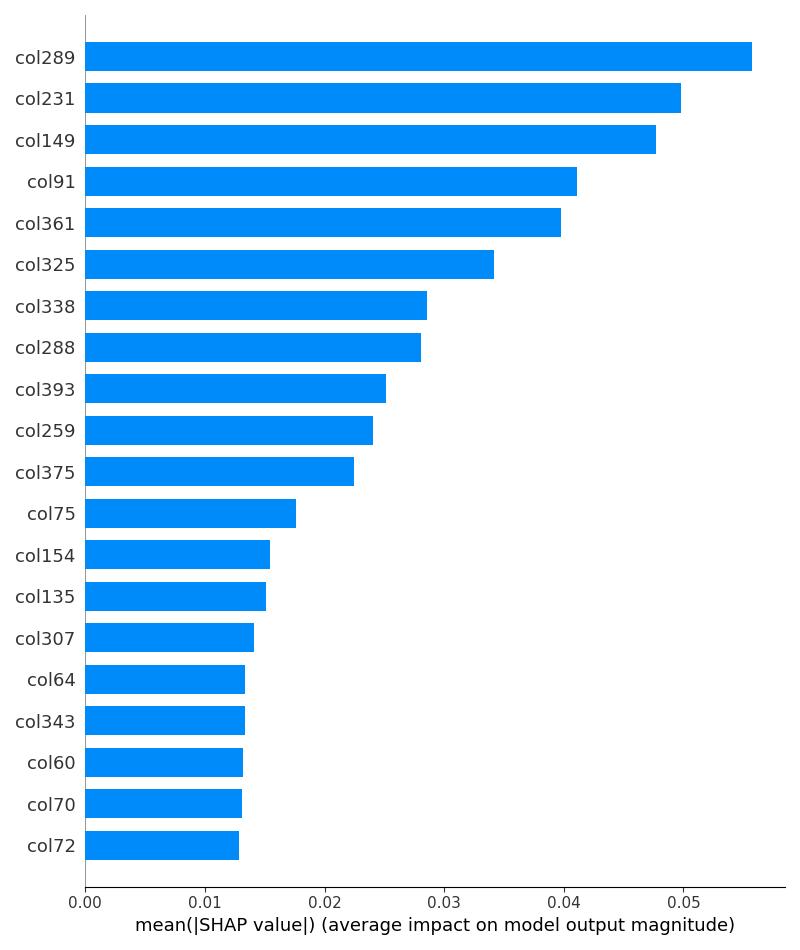 col289
col231
col149
col91
col361
col325
col338
col288
col393
col259
col375
col75
col154
col135
col307
col64
col343
col60
col70
col72
0.00 0.01 0.02 0.03 0.04 0.05
mean(|SHAP value|) (average impact on model output magnitude)